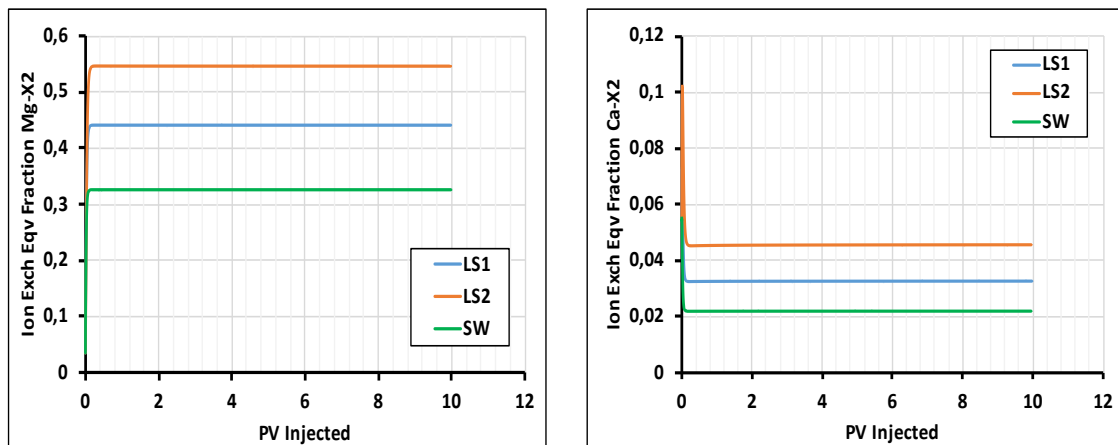 Ion Exch Eqv Fraction Mg-X2
0,6
0,5
0,4
0,3
0,2
0,1
0
LS1
LS2
SW
0 2 4 6 8 10 12
PV Injected
Ion Exch Eqv Fraction Ca-X2
0,12
0,1
0,08
0,06
0,04
0,02
0
LS1
LS2
SW
0 2 4 6 8 10 12
PV Injected